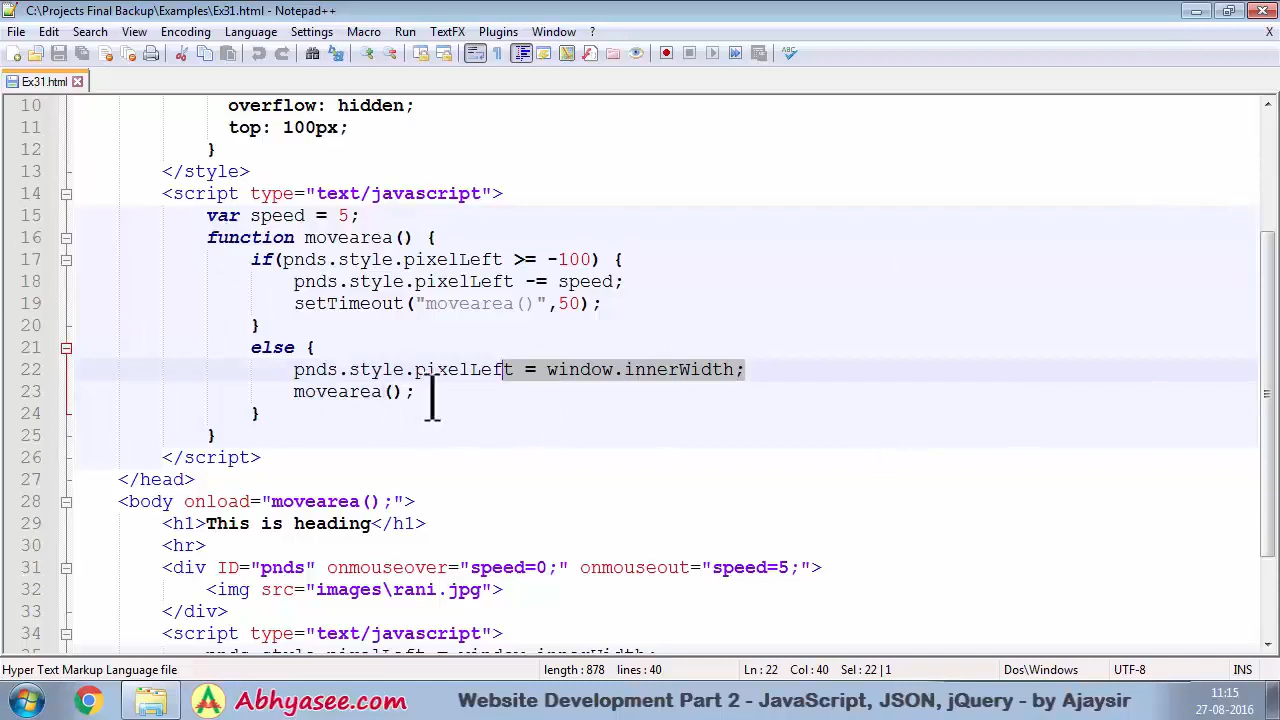 C:\Projects Final Backup\Examples\Ex31.html - Notepad++
File Edit Search View Encoding Language Settings Macro Run TextFX Plugins Window ? X
Ex31.html
10 overflow: hidden;
11 top: 100px;
12 }
13 </style>
14 <script type="text/javascript">
15 var speed = 5;
16 function movearea() {
17 if(pnds.style.pixelLeft >= -100) {
18 pnds.style.pixelLeft -= speed;
19 setTimeout("movearea()",50);
20 }
21 else {
22 pnds.style.pixelLeft = window.innerWidth;
23 movearea();
24 }
25 }
26 </script>
27 </head>
28 <body onload="movearea();">
29 <h1>This is heading</h1>
30 <hr>
31 <div ID="pnds" onmouseover="speed=0;" onmouseout="speed=5;">
32 <img src="images\rani.jpg">
33 </div>
34 <script type="text/javascript">
35 pnds.style.pixelLeft = window.innerWidth;
Hyper Text Markup Language file length : 878 lines : 40 Ln : 22 Col : 40 Sel : 22 | 1 Dos\Windows UTF-8 INS
Abhyasee.com Website Development Part 2 - JavaScript, JSON, jQuery - by Ajaysir 11:15
27-08-2016